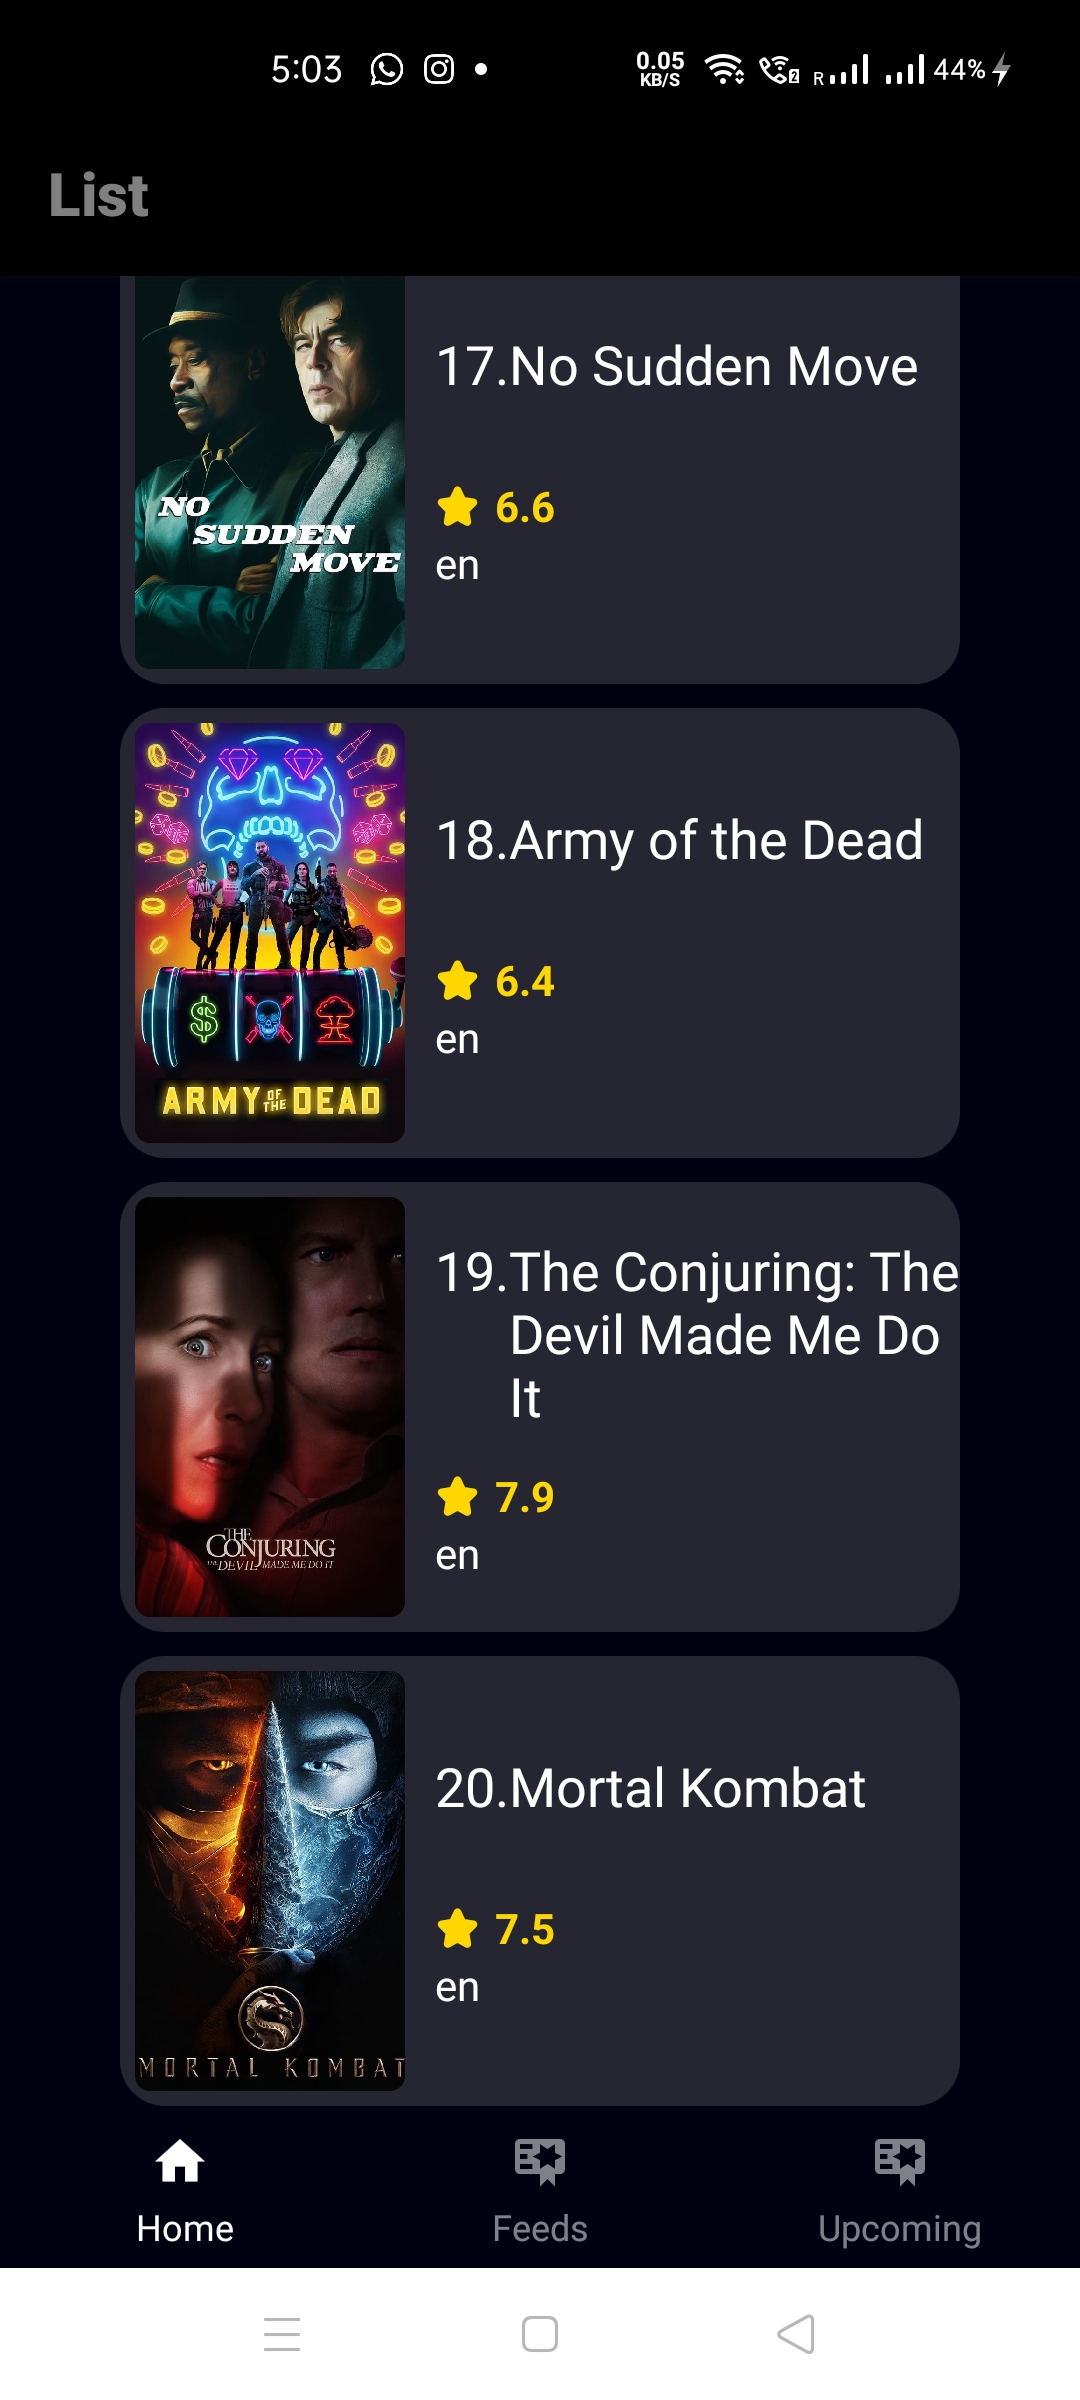 5:03
0.05
KB/S
2
R
44%
List
NO
SUDDEN
MOVE
17.No Sudden Move
6.6
en
ARMY OF THE DEAD
18.Army of the Dead
6.4
en
THE
CONJURING
THE DEVIL MADE ME DO IT
19.The Conjuring: The
Devil Made Me Do
It
7.9
en
MORTAL KOMBAT
20.Mortal Kombat
7.5
en
Home
Feeds
Upcoming